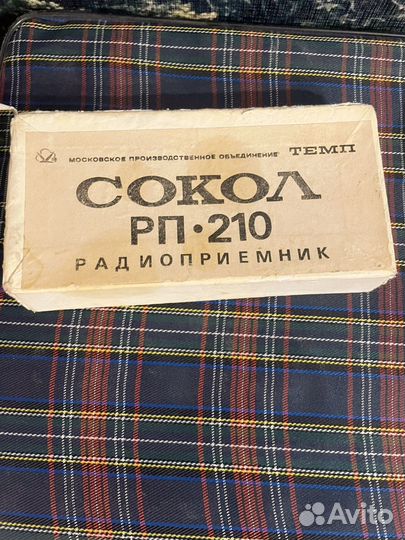 МОСКОВСКОЕ ПРОИЗВОДСТВЕННОЕ ОБЪЕДИНЕНИЕ ТЕМП
СОКОЛ
РП·210
РАДИОПРИЕМНИК
Avito